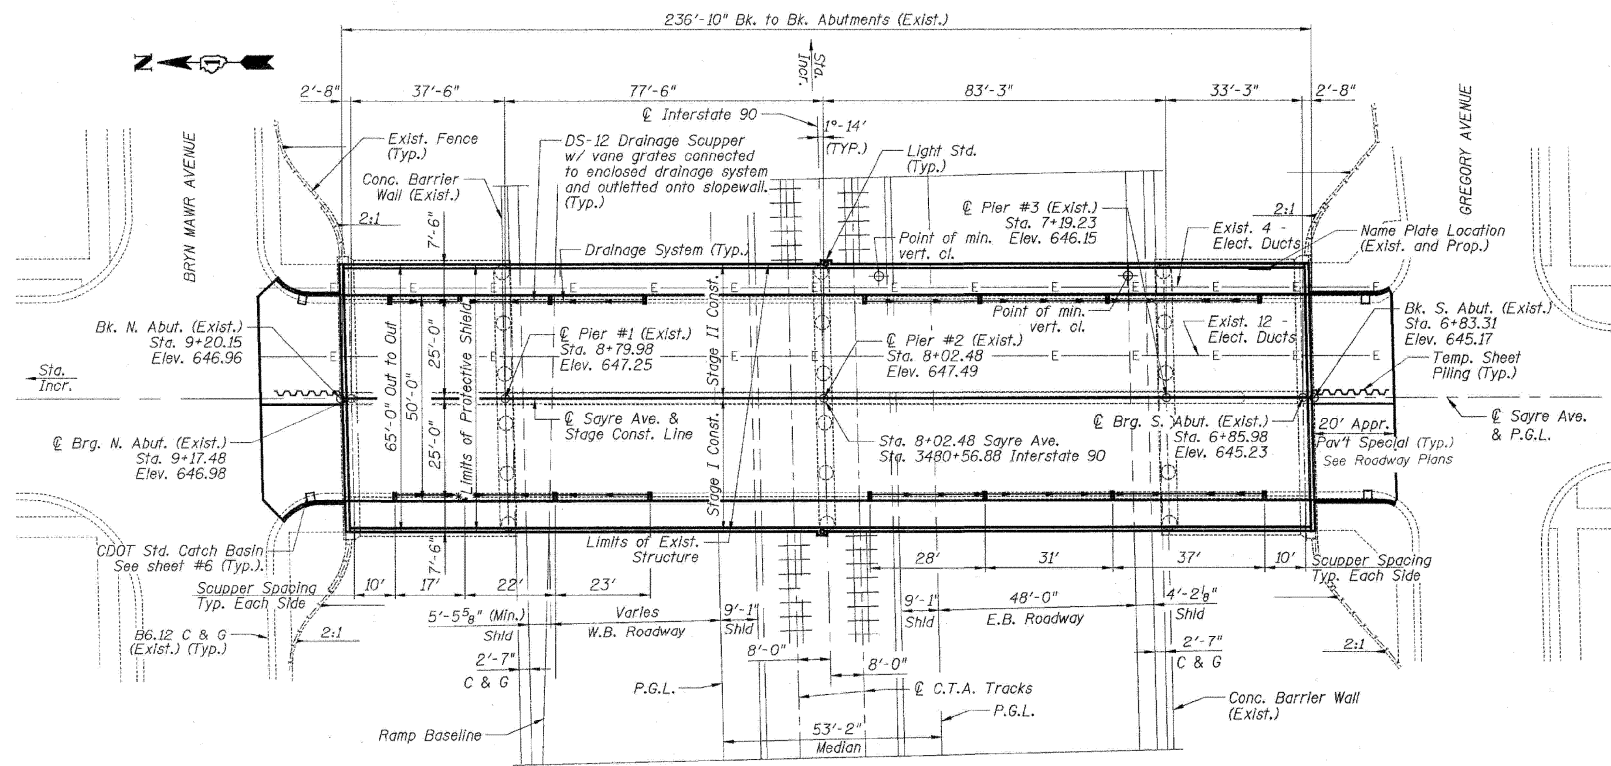 236'-10" Bk. to Bk. Abutments (Exist.)
N
Sta.
Incr.
2'-8"
37'-6"
77'-6"
83'-3"
33'-3"
2'-8"
℄ Interstate 90
1°-14'
(TYP.)
BRYN MAWR AVENUE
GREGORY AVENUE
Exist. Fence
(Typ.)
DS-12 Drainage Scupper
w/ vane grates connected
to enclosed drainage system
and outletted onto slopewall.
(Typ.)
Light Std.
(Typ.)
Conc. Barrier
Wall (Exist.)
2:1
7'-6"
Drainage System (Typ.)
℄ Pier #3 (Exist.)
Sta. 7+19.23
Elev. 646.15
Point of min.
vert. cl.
Exist. 4 -
Elect. Ducts
2:1
Name Plate Location
(Exist. and Prop.)
E E E E E E E E E E E E
Point of min.
vert. cl.
Exist. 12 -
Elect. Ducts
Bk. S. Abut. (Exist.)
Sta. 6+83.31
Elev. 645.17
Temp. Sheet
Piling (Typ.)
Bk. N. Abut. (Exist.)
Sta. 9+20.15
Elev. 646.96
℄ Pier #1 (Exist.)
Sta. 8+79.98
Elev. 647.25
℄ Pier #2 (Exist.)
Sta. 8+02.48
Elev. 647.49
65'-0" Out to Out
50'-0"
25'-0"
25'-0"
Limits of Protective Shield
Stage II Const.
Stage I Const.
Sta.
Incr.
℄ Sayre Ave. &
Stage Const. Line
Sta. 8+02.48 Sayre Ave.
Sta. 3480+56.88 Interstate 90
℄ Brg. N. Abut. (Exist.)
Sta. 9+17.48
Elev. 646.98
℄ Brg. S. Abut. (Exist.)
Sta. 6+85.98
Elev. 645.23
20' Appr.
Pav't Special (Typ.)
See Roadway Plans
℄ Sayre Ave.
& P.G.L.
CDOT Std. Catch Basin
See sheet #6 (Typ.).
Limits of Exist.
Structure
7'-6"
Scupper Spacing
Typ. Each Side
10'
17'
22'
23'
28'
31'
37'
10'
Scupper Spacing
Typ. Each Side
5'-5⅝" (Min.)
Shld
Varies
W.B. Roadway
9'-1"
Shld
9'-1"
Shld
48'-0"
E.B. Roadway
4'-2⅛"
Shld
B6.12 C & G
(Exist.) (Typ.)
2:1
2'-7"
C & G
8'-0"
8'-0"
2'-7"
C & G
2:1
P.G.L.
℄ C.T.A. Tracks
P.G.L.
Conc. Barrier Wall
(Exist.)
Ramp Baseline
53'-2"
Median